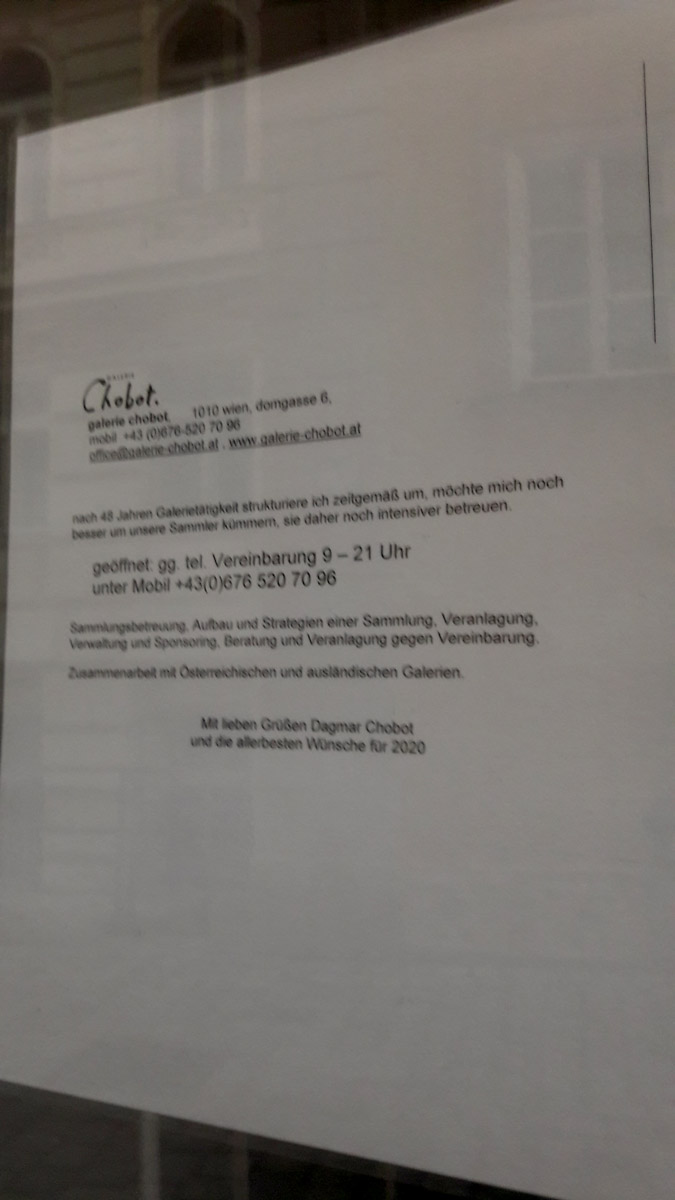 GALERIE
Chobot.
galerie chobot, 1010 wien, domgasse 6,
mobil +43 (0)676-520 70 96
office@galerie-chobot.at , www.galerie-chobot.at
nach 48 Jahren Galerietätigkeit strukturiere ich zeitgemäß um, möchte mich noch
besser um unsere Sammler kümmern, sie daher noch intensiver betreuen.
geöffnet: gg. tel. Vereinbarung 9 – 21 Uhr
unter Mobil +43(0)676 520 70 96
Sammlungsbetreuung, Aufbau und Strategien einer Sammlung, Veranlagung,
Verwaltung und Sponsoring, Beratung und Veranlagung gegen Vereinbarung.
Zusammenarbeit mit Österreichischen und ausländischen Galerien.
Mit lieben Grüßen Dagmar Chobot
und die allerbesten Wünsche für 2020